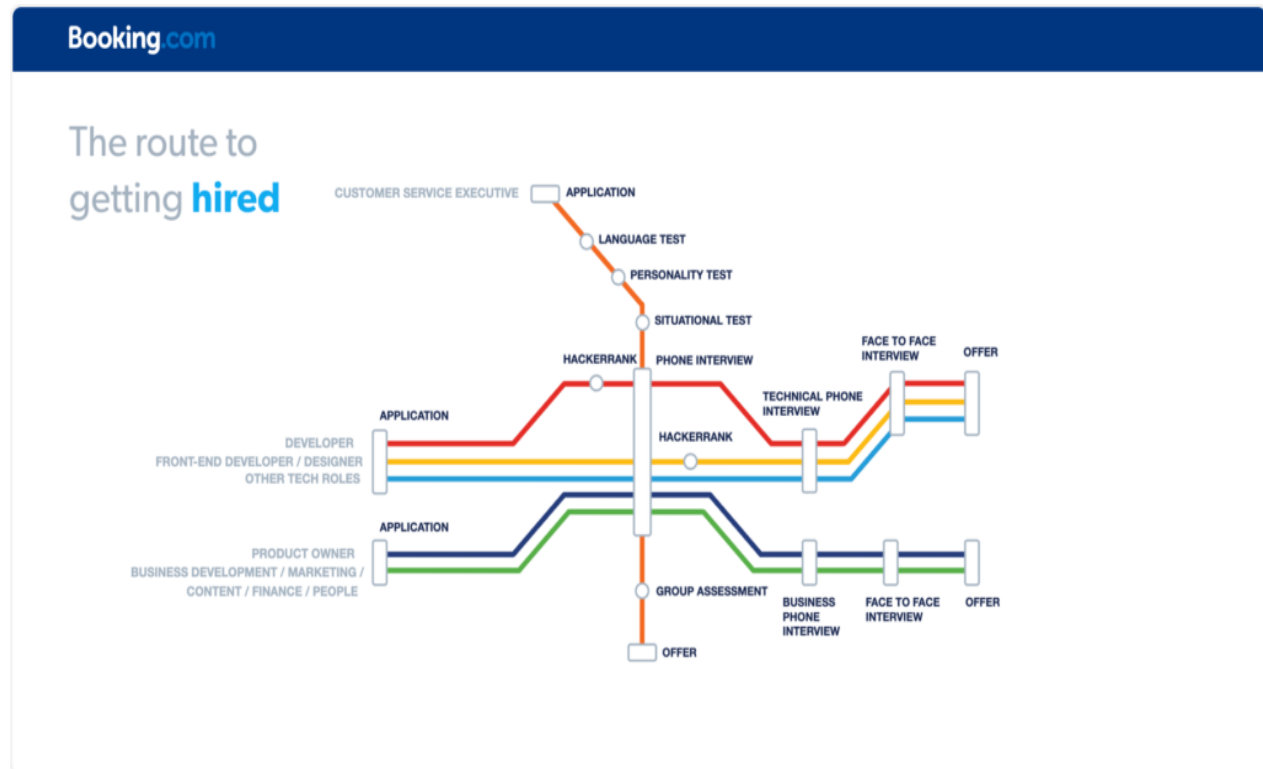 Booking.com
The route to
getting hired
CUSTOMER SERVICE EXECUTIVE
APPLICATION
LANGUAGE TEST
PERSONALITY TEST
SITUATIONAL TEST
HACKERRANK
PHONE INTERVIEW
FACE TO FACE
INTERVIEW
OFFER
TECHNICAL PHONE
INTERVIEW
APPLICATION
HACKERRANK
DEVELOPER
FRONT-END DEVELOPER / DESIGNER
OTHER TECH ROLES
APPLICATION
PRODUCT OWNER
BUSINESS DEVELOPMENT / MARKETING /
CONTENT / FINANCE / PEOPLE
GROUP ASSESSMENT
BUSINESS
PHONE
INTERVIEW
FACE TO FACE
INTERVIEW
OFFER
OFFER